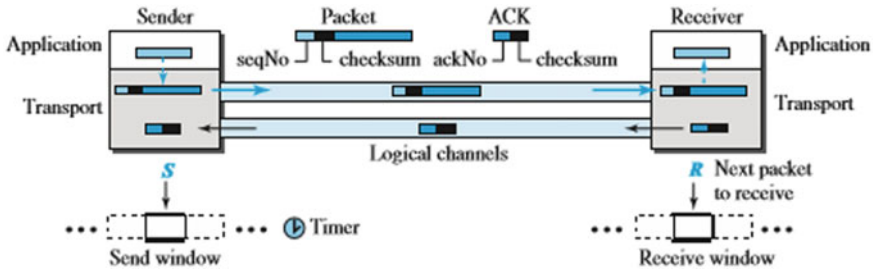 Sender Packet ACK Receiver
Application seqNo checksum ackNo checksum Application
Transport Transport
Logical channels
S R Next packet
to receive
Timer
Send window Receive window